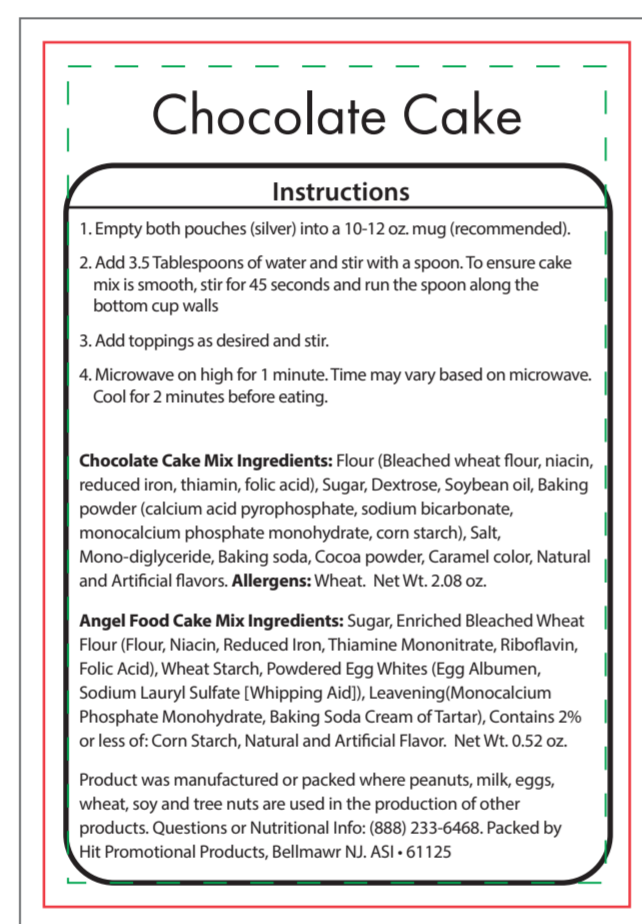 Chocolate Cake
Instructions
1. Empty both pouches (silver) into a 10-12 oz. mug (recommended).
2. Add 3.5 Tablespoons of water and stir with a spoon. To ensure cake
mix is smooth, stir for 45 seconds and run the spoon along the
bottom cup walls
3. Add toppings as desired and stir.
4. Microwave on high for 1 minute. Time may vary based on microwave.
Cool for 2 minutes before eating.
Chocolate Cake Mix Ingredients: Flour (Bleached wheat flour, niacin,
reduced iron, thiamin, folic acid), Sugar, Dextrose, Soybean oil, Baking
powder (calcium acid pyrophosphate, sodium bicarbonate,
monocalcium phosphate monohydrate, corn starch), Salt,
Mono-diglyceride, Baking soda, Cocoa powder, Caramel color, Natural
and Artificial flavors. Allergens: Wheat. Net Wt. 2.08 oz.
Angel Food Cake Mix Ingredients: Sugar, Enriched Bleached Wheat
Flour (Flour, Niacin, Reduced Iron, Thiamine Mononitrate, Riboflavin,
Folic Acid), Wheat Starch, Powdered Egg Whites (Egg Albumen,
Sodium Lauryl Sulfate [Whipping Aid]), Leavening(Monocalcium
Phosphate Monohydrate, Baking Soda Cream of Tartar), Contains 2%
or less of: Corn Starch, Natural and Artificial Flavor. Net Wt. 0.52 oz.
Product was manufactured or packed where peanuts, milk, eggs,
wheat, soy and tree nuts are used in the production of other
products. Questions or Nutritional Info: (888) 233-6468. Packed by
Hit Promotional Products, Bellmawr NJ. ASI • 61125